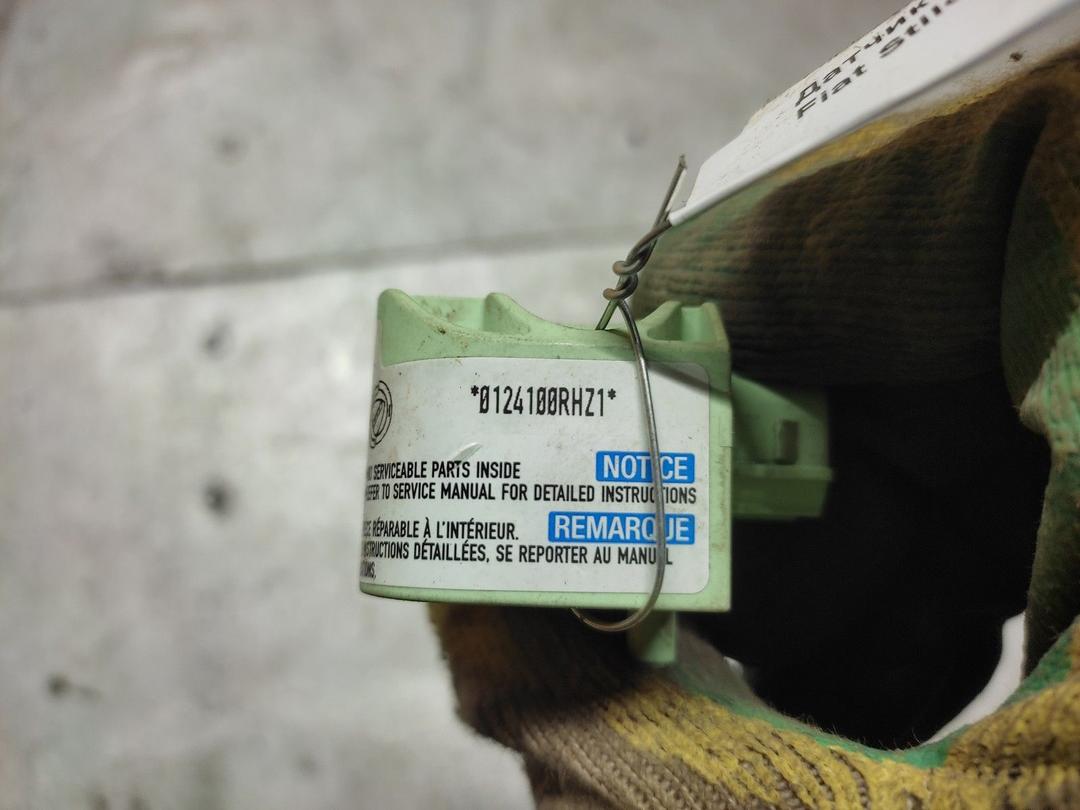 Датчик
Fiat Stilo
*0124100RHZ1*
NOTICE
SERVICEABLE PARTS INSIDE
REFER TO SERVICE MANUAL FOR DETAILED INSTRUCTIONS
REMARQUE
RÉPARABLE À L'INTÉRIEUR.
INSTRUCTIONS DÉTAILLÉES, SE REPORTER AU MANUEL